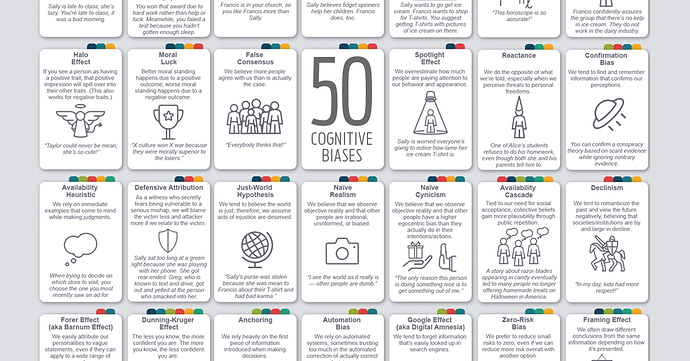 Sally is late to class; she's
lazy. You're late to class; it
was a bad morning
You won that award due to
hard work rather than help or
luck. Meanwhile, you failed a
test because you hadn't
gotten enough sleep.
Francis is in your church, so
you like Francis more than
Sally.
Sally believes fidget spinners
help her children. Francis
does, too.
Sally wants to go get ice
cream. Francis wants to shop
for T-shirts. You suggest
getting T-shirts with pictures
of ice cream on them.
"This horoscope is so
accurate!"
Francis confidently assures
the group that there's no kelp
in ice cream. They do not
work in the dairy industry.
Halo
Effect
If you see a person as having
a positive trait, that positive
impression will spill over into
their other traits. (This also
works for negative traits.)
"Taylor could never be mean;
she's so cute!"
Moral
Luck
Better moral standing
happens due to a positive
outcome; worse moral
standing happens due to a
negative outcome.
"X culture won X war because
they were morally superior to
the losers."
False
Consensus
We believe more people
agree with us than is actually
the case.
"Everybody thinks that!"
50
COGNITIVE
BIASES
Spotlight
Effect
We overestimate how much
people are paying attention to
our behavior and appearance.
Sally is worried everyone's
going to notice how lame her
ice cream T-shirt is.
Reactance
We do the opposite of what
we're told, especially when we
perceive threats to personal
freedoms.
One of Alice's students
refuses to do his homework,
even though both she and his
parents tell him to.
Confirmation
Bias
We tend to find and remember
information that confirms our
perceptions.
You can confirm a conspiracy
theory based on scant evidence
while ignoring contrary
evidence.
Availability
Heuristic
We rely on immediate
examples that come to mind
while making judgments.
When trying to decide on
which store to visit, you
choose the one you most
recently saw an ad for.
Defensive Attribution
As a witness who secretly
fears being vulnerable to a
serious mishap, we will blame
the victim less and attacker
more if we relate to the victim.
Sally sat too long at a green
light because she was playing
with her phone. She got
rear-ended. Greg, who is
known to text and drive, got
out and yelled at the person
who smacked into her.
Just-World
Hypothesis
We tend to believe the world
is just; therefore, we assume
acts of injustice are deserved.
"Sally's purse was stolen
because she was mean to
Francis about their T-shirt and
had bad karma."
Naïve
Realism
We believe that we observe
objective reality and that other
people are irrational,
uninformed, or biased.
"I see the world as it really is
— other people are dumb."
Naïve
Cynicism
We believe that we observe
objective reality and that other
people have a higher
egocentric bias than they
actually do in their
intentions/actions.
"The only reason this person
is doing something nice is to
get something out of me."
Availability
Cascade
Tied to our need for social
acceptance, collective beliefs
gain more plausibility through
public repetition.
A story about razor blades
appearing in candy eventually
led to many people no longer
offering homemade treats on
Halloween in America.
Declinism
We tend to romanticize the
past and view the future
negatively, believing that
societies/institutions are by
and large in decline.
"In my day, kids had more
respect!"
Forer Effect
(aka Barnum Effect)
We easily attribute our
personalities to vague
statements, even if they can
apply to a wide range of
Dunning-Kruger
Effect
The less you know, the more
confident you are. The more
you know, the less confident
you are.
Anchoring
We rely heavily on the first
piece of information
introduced when making
decisions.
Automation
Bias
We rely on automated
systems, sometimes trusting
too much in the automated
correction of actually correct
Google Effect
(aka Digital Amnesia)
We tend to forget information
that's easily looked up in
search engines.
Zero-Risk
Bias
We prefer to reduce small
risks to zero, even if we can
reduce more risk overall with
another option.
Framing Effect
We often draw different
conclusions from the same
information depending on how
it's presented.